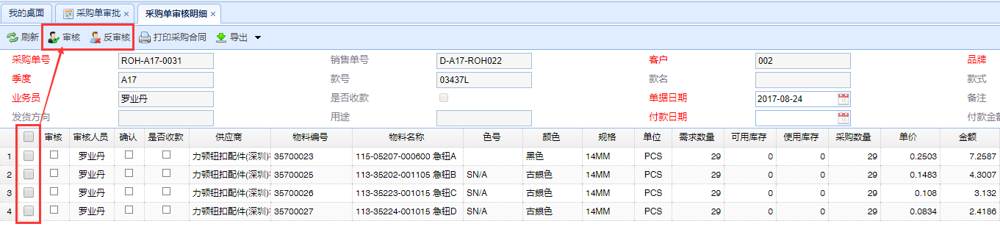 我的桌面 采购单审批 × 采购单审核明细 ×
刷新 审核 反审核 打印采购合同 导出
采购单号 ROH-A17-0031 销售单号 D-A17-ROH022 客户 002 品牌
季度 A17 款号 03437L 款名 款式
业务员 罗业丹 是否收款 单据日期 2017-08-24 备注
发货方向 用途 付款日期 付款金额
审核 审核人员 确认 是否收款 供应商 物料编号 物料名称 色号 颜色 规格 单位 需求数量 可用库存 使用库存 采购数量 单价 金额
1 罗业丹 力顿钮扣配件(深圳) 35700023 115-05207-000600 急钮A 黑色 14MM PCS 29 0 0 29 0.2503 7.2587
2 罗业丹 力顿钮扣配件(深圳) 35700025 113-35202-001105 急钮B SN/A 古銀色 14MM PCS 29 0 0 29 0.1483 4.3007
3 罗业丹 力顿钮扣配件(深圳) 35700026 113-35223-001015 急钮C SN/A 古銀色 14MM PCS 29 0 0 29 0.108 3.132
4 罗业丹 力顿钮扣配件(深圳) 35700027 113-35224-001015 急钮D SN/A 古銀色 14MM PCS 29 0 0 29 0.0834 2.4186